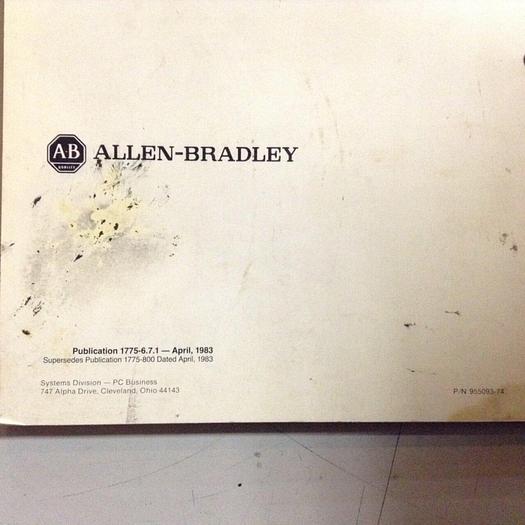 A·B
QUALITY
ALLEN-BRADLEY
Publication 1775-6.7.1 — April, 1983
Supersedes Publication 1775-800 Dated April, 1983
Systems Division — PC Business
747 Alpha Drive, Cleveland, Ohio 44143
P/N 955093-74